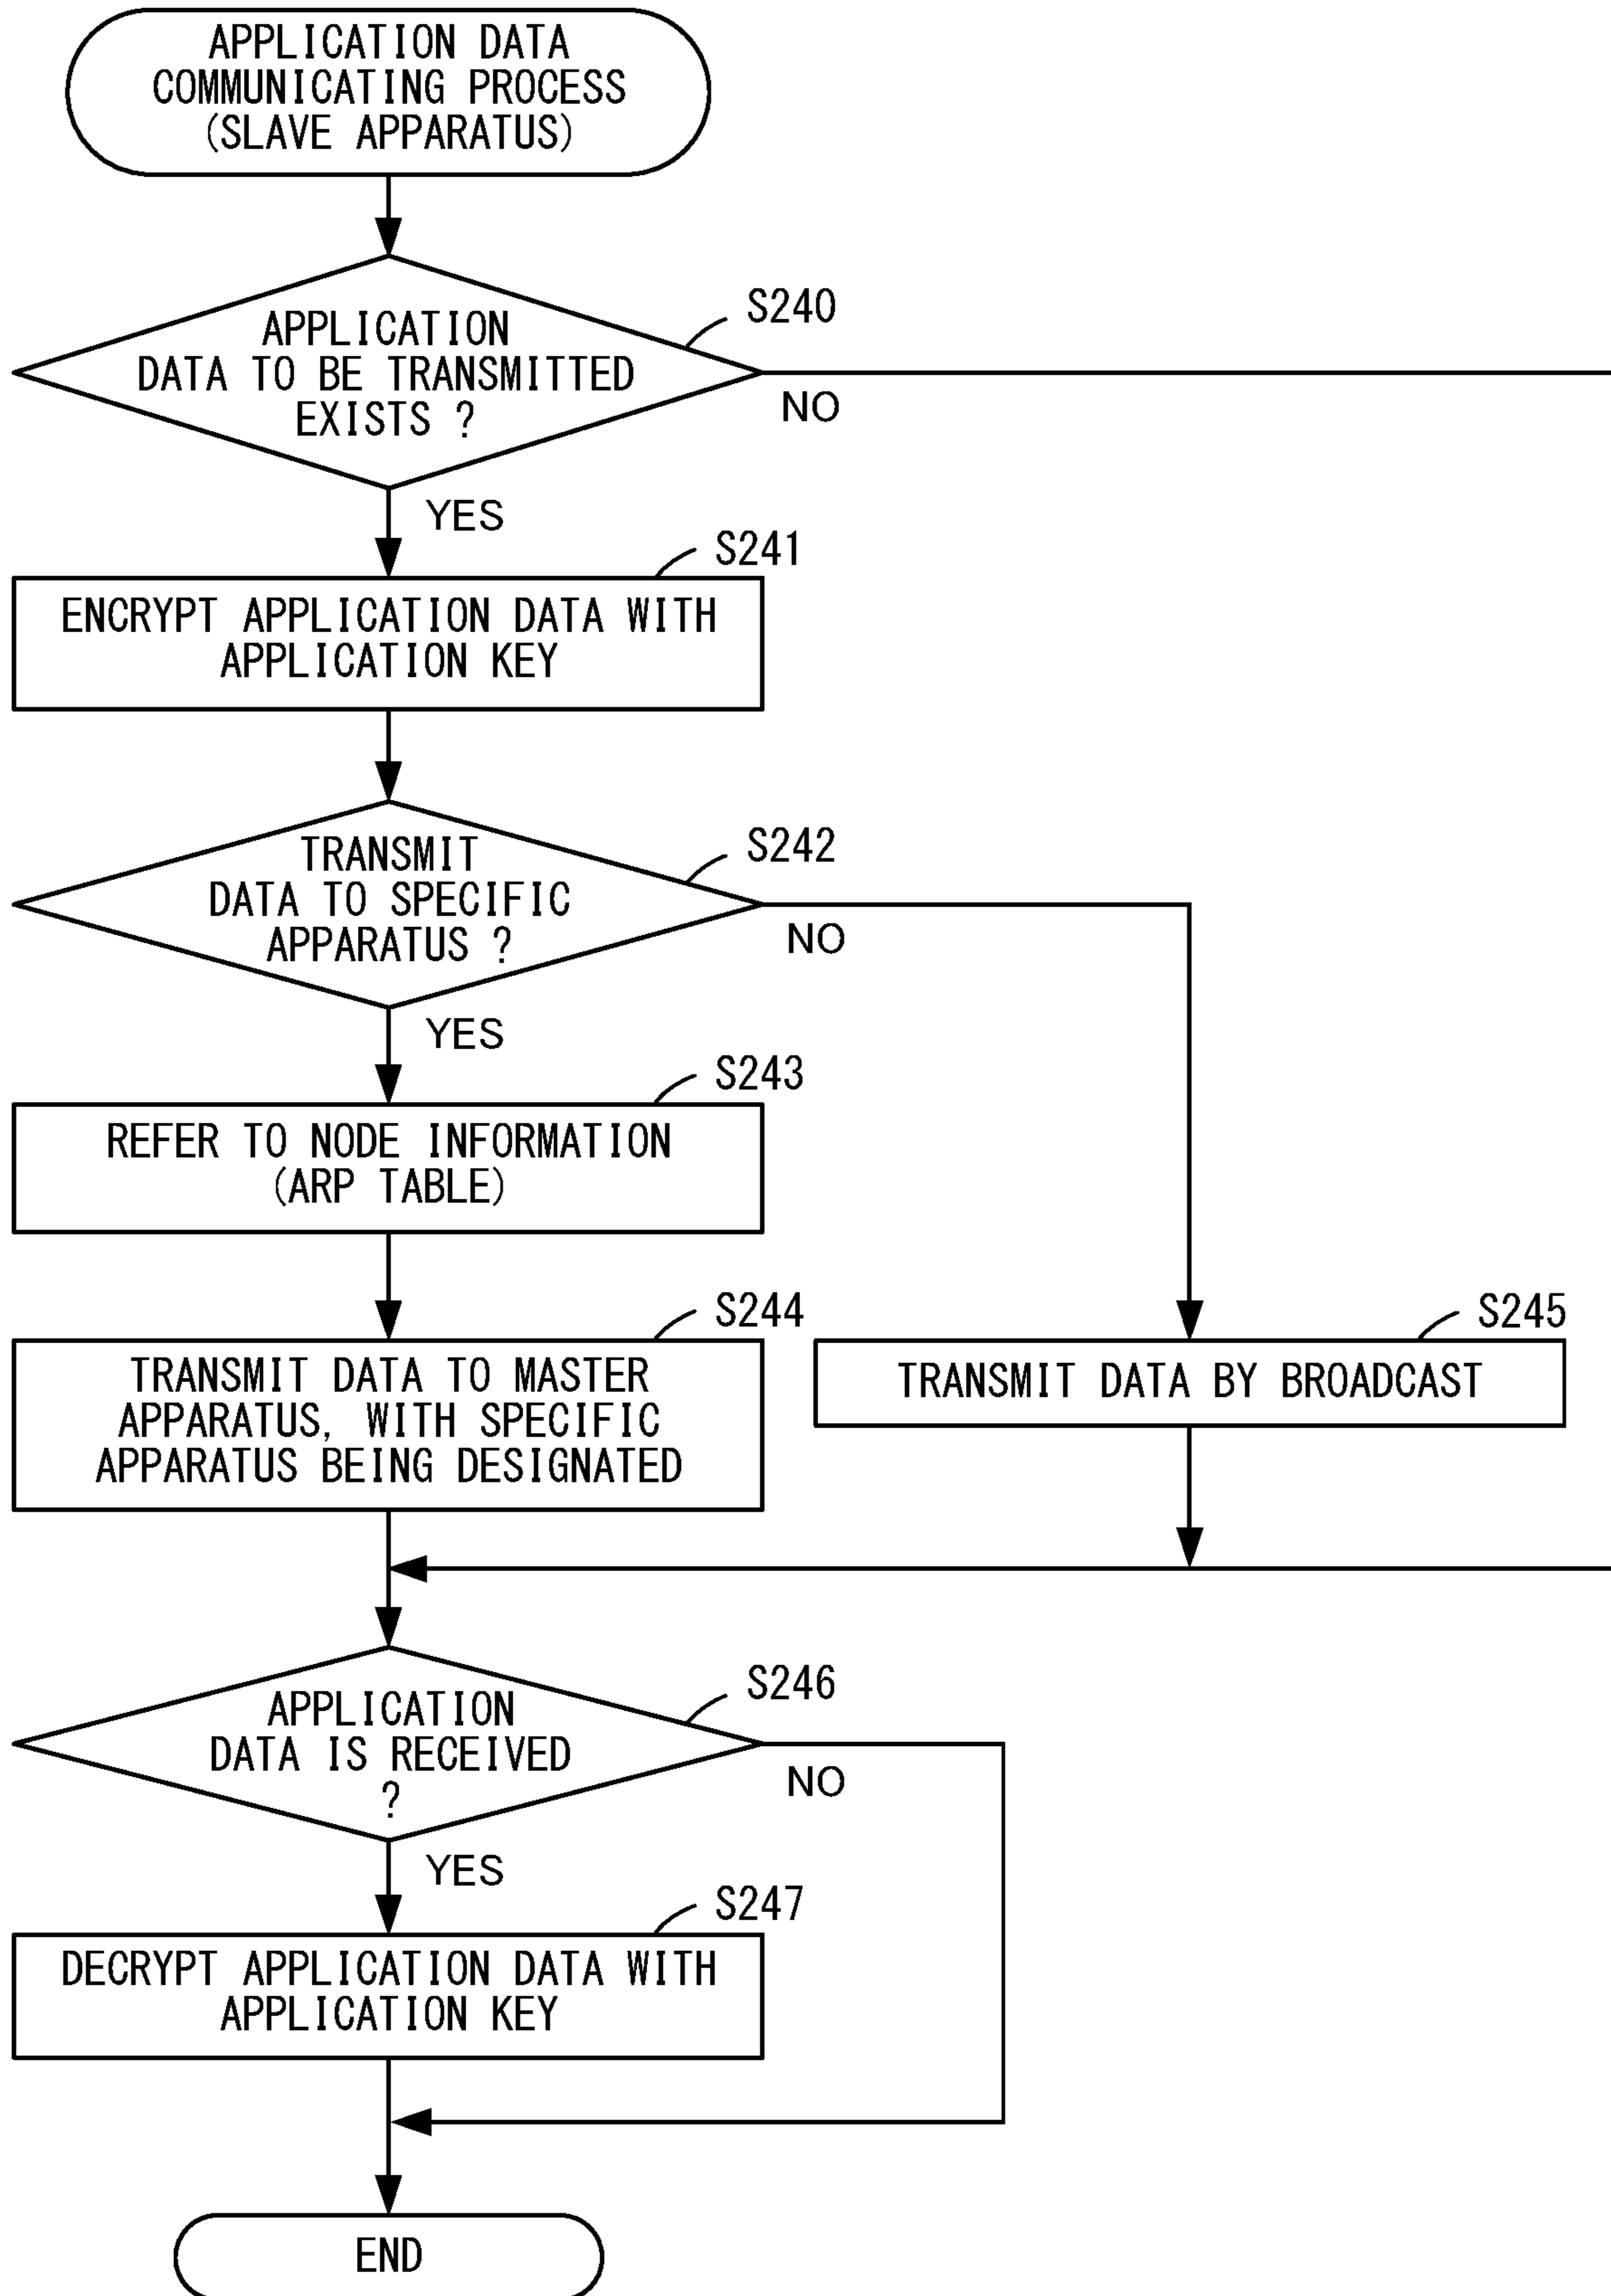 APPLICATION DATA
COMMUNICATING PROCESS
(SLAVE APPARATUS)
S240
APPLICATION
DATA TO BE TRANSMITTED
EXISTS ?
NO
YES
S241
ENCRYPT APPLICATION DATA WITH
APPLICATION KEY
S242
TRANSMIT
DATA TO SPECIFIC
APPARATUS ?
NO
YES
S243
REFER TO NODE INFORMATION
(ARP TABLE)
S244
TRANSMIT DATA TO MASTER
APPARATUS, WITH SPECIFIC
APPARATUS BEING DESIGNATED
S245
TRANSMIT DATA BY BROADCAST
S246
APPLICATION
DATA IS RECEIVED
?
NO
YES
S247
DECRYPT APPLICATION DATA WITH
APPLICATION KEY
END